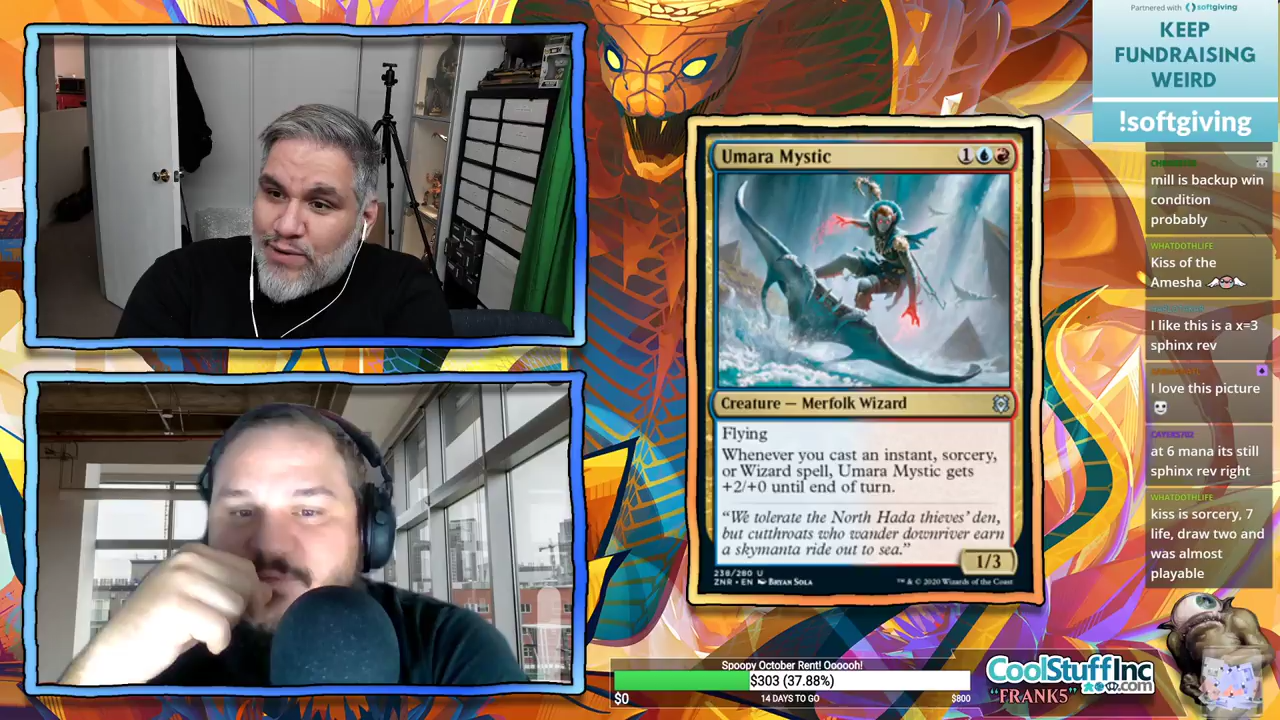 Partnered with softgiving
KEEP
FUNDRAISING
WEIRD
!softgiving
Umara Mystic
1
Creature — Merfolk Wizard
Flying
Whenever you cast an instant, sorcery,
or Wizard spell, Umara Mystic gets
+2/+0 until end of turn.
“We tolerate the North Hada thieves’ den,
but cutthroats who wander downriver earn
a skymanta ride out to sea.”
1/3
238/280 U
ZNR • EN BRYAN SOLA
™ & © 2020 Wizards of the Coast
mill is backup win
condition
probably
WHATDOTHLIFE
Kiss of the
Amesha
I like this is a x=3
sphinx rev
I love this picture
at 6 mana its still
sphinx rev right
WHATDOTHLIFE
kiss is sorcery, 7
life, draw two and
was almost
playable
Spoopy October Rent! Oooooh!
$303 (37.88%)
$0
14 DAYS TO GO
$800
CoolStuffInc
.com
"FRANK5"